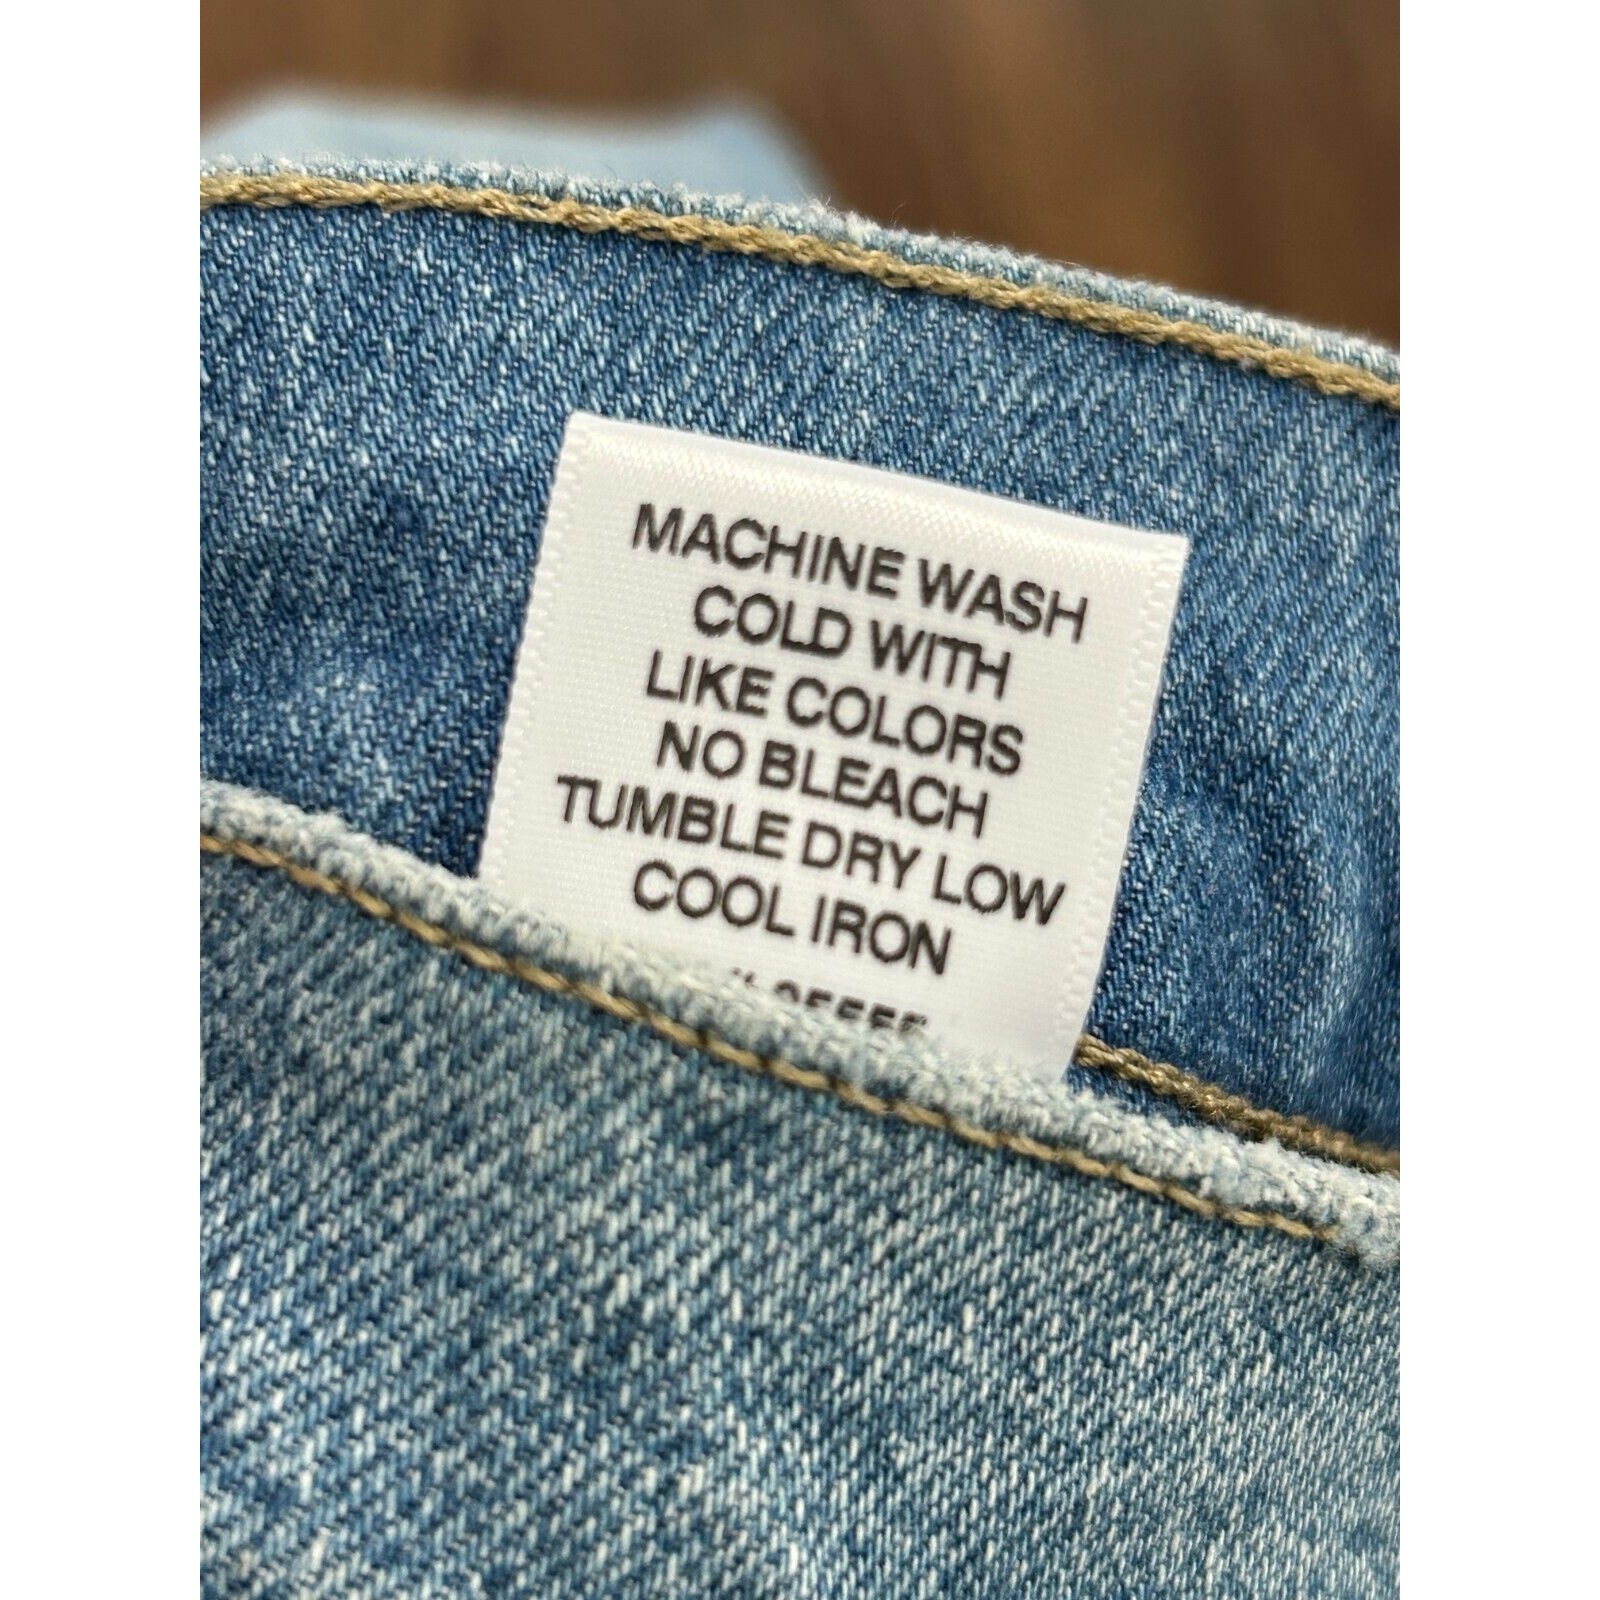 MACHINE WASH
COLD WITH
LIKE COLORS
NO BLEACH
TUMBLE DRY LOW
COOL IRON